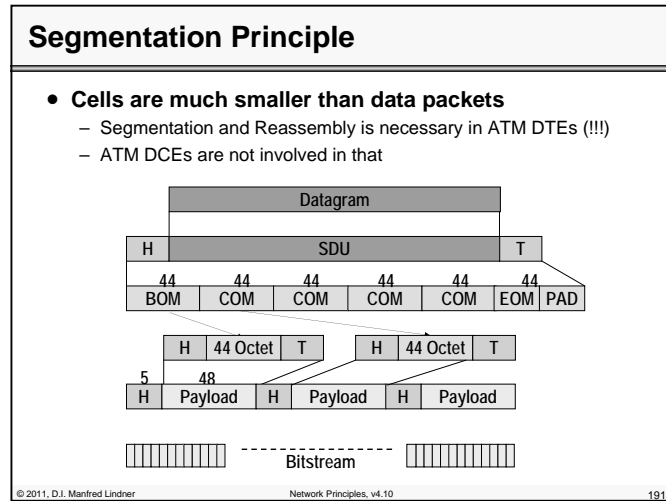 Segmentation Principle
• Cells are much smaller than data packets
– Segmentation and Reassembly is necessary in ATM DTEs (!!!)
– ATM DCEs are not involved in that
Datagram
H SDU T
44 44 44 44 44 44
BOM COM COM COM COM EOM PAD
H 44 Octet T H 44 Octet T
5 48
H Payload H Payload H Payload
Bitstream
© 2011, D.I. Manfred Lindner Network Principles, v4.10 191